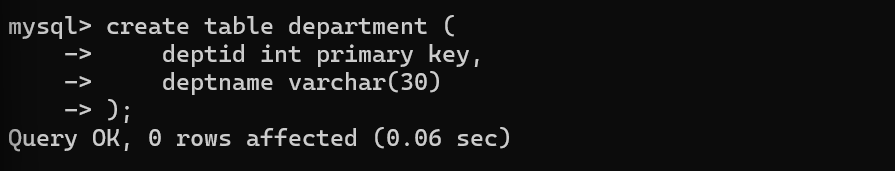 mysql> create table department (
    ->     deptid int primary key,
    ->     deptname varchar(30)
    -> );
Query OK, 0 rows affected (0.06 sec)